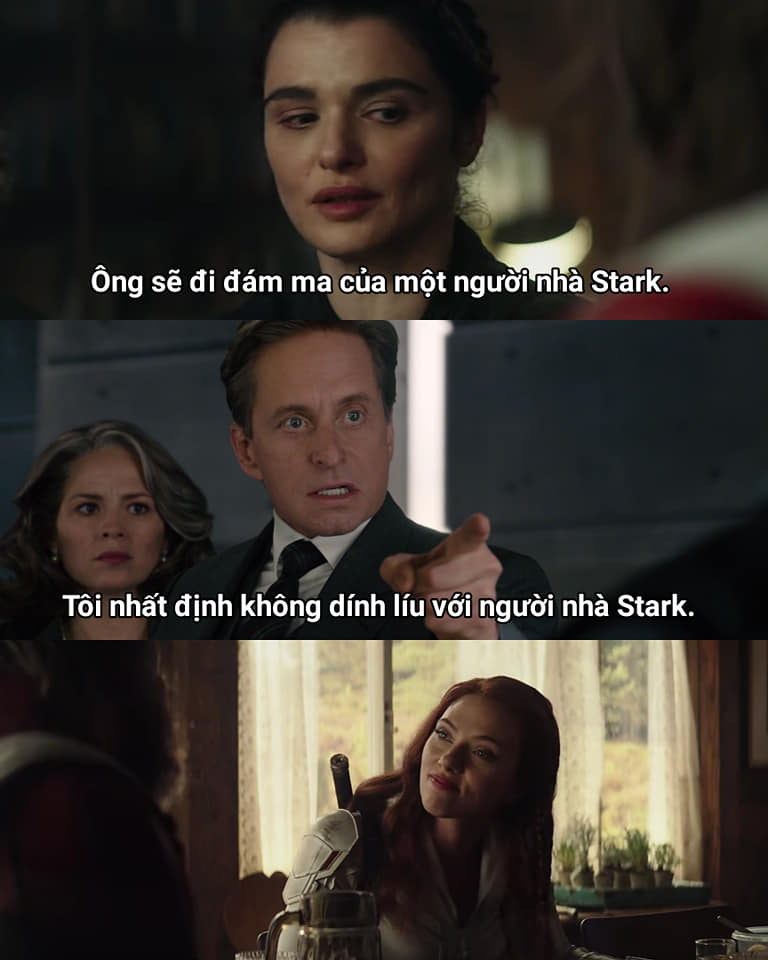 Ông sẽ đi đám ma của một người nhà Stark.
Tôi nhất định không dính líu với người nhà Stark.